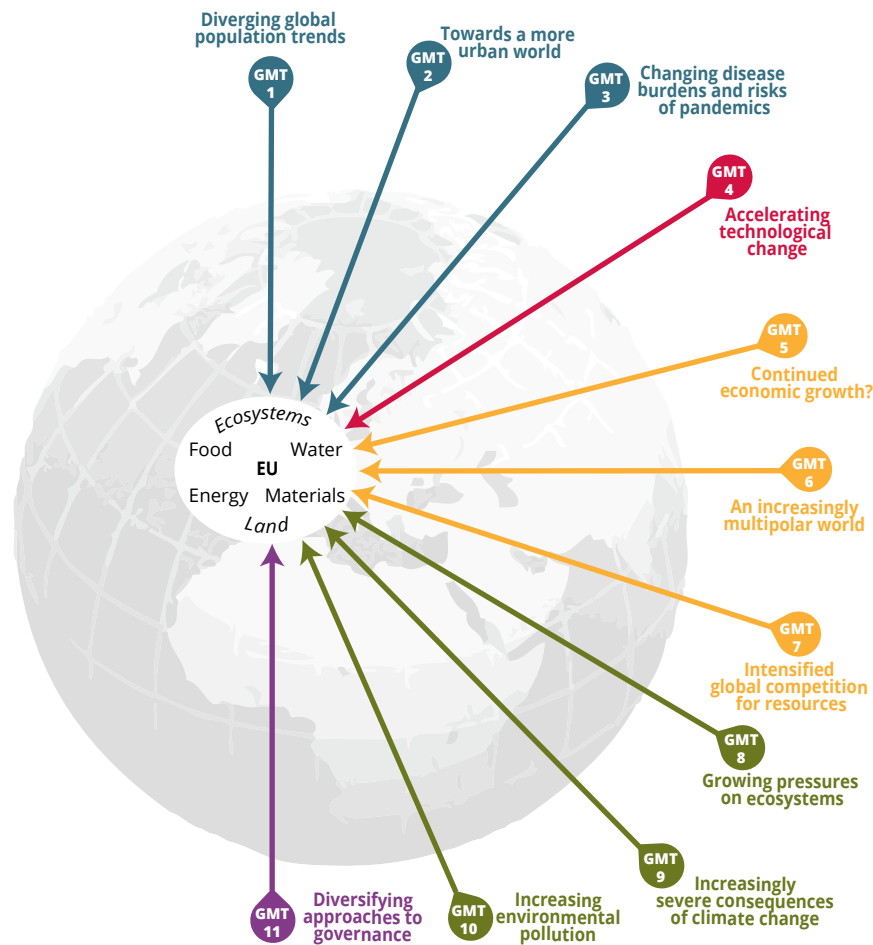 Diverging global
population trends
GMT
1
Towards a more
urban world
GMT
2
Changing disease
burdens and risks
of pandemics
GMT
3
GMT
4
Accelerating
technological
change
GMT
5
Continued
economic growth?
GMT
6
An increasingly
multipolar world
GMT
7
Intensified
global competition
for resources
GMT
8
Growing pressures
on ecosystems
GMT
9
Increasingly
severe consequences
of climate change
GMT
10
Increasing
environmental
pollution
GMT
11
Diversifying
approaches to
governance
Ecosystems
Food Water
EU
Energy Materials
Land